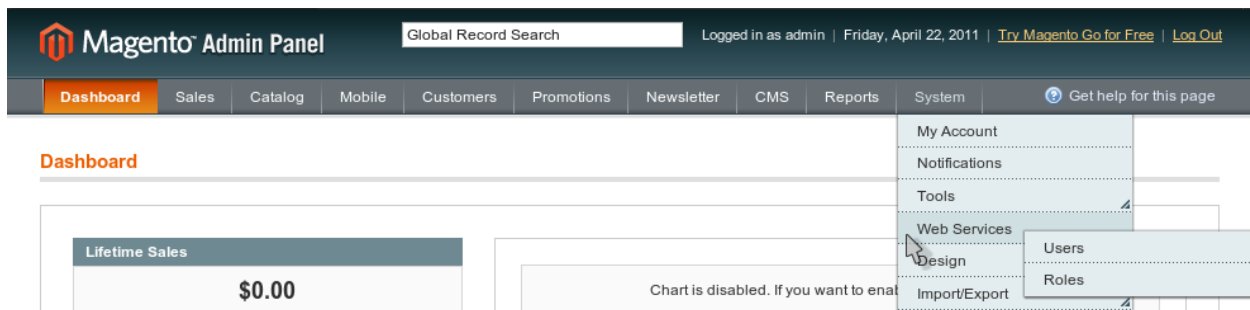 Magento™ Admin Panel
Global Record Search
Logged in as admin | Friday, April 22, 2011 | Try Magento Go for Free | Log Out
Dashboard Sales Catalog Mobile Customers Promotions Newsletter CMS Reports System Get help for this page
My Account
Dashboard
Notifications
Tools
Web Services
Users
Lifetime Sales
Design
Roles
$0.00
Chart is disabled. If you want to
Import/Export